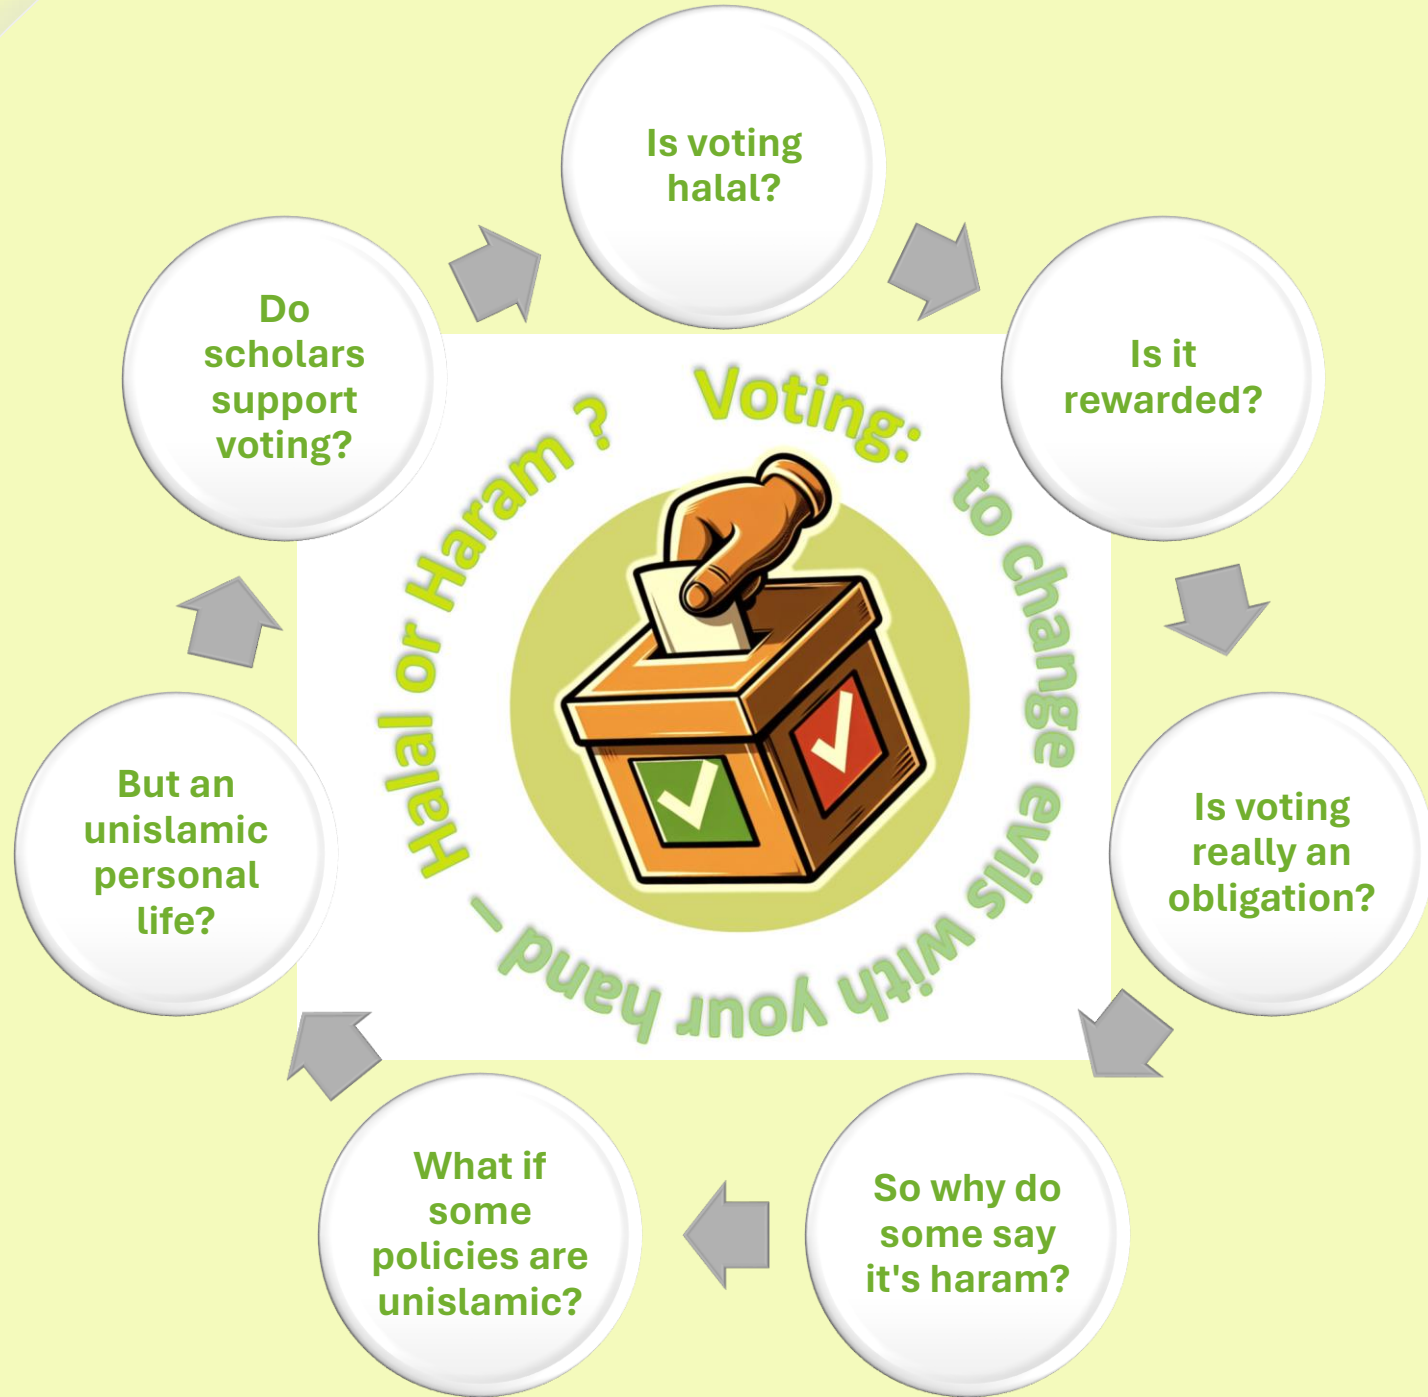 Is voting
halal?
Is it
rewarded?
Is voting
really an
obligation?
So why do
some say
it's haram?
What if
some
policies are
unislamic?
But an
unislamic
personal
life?
Do
scholars
support
voting?
Voting: to change evils with your hand – Halal or Haram ?